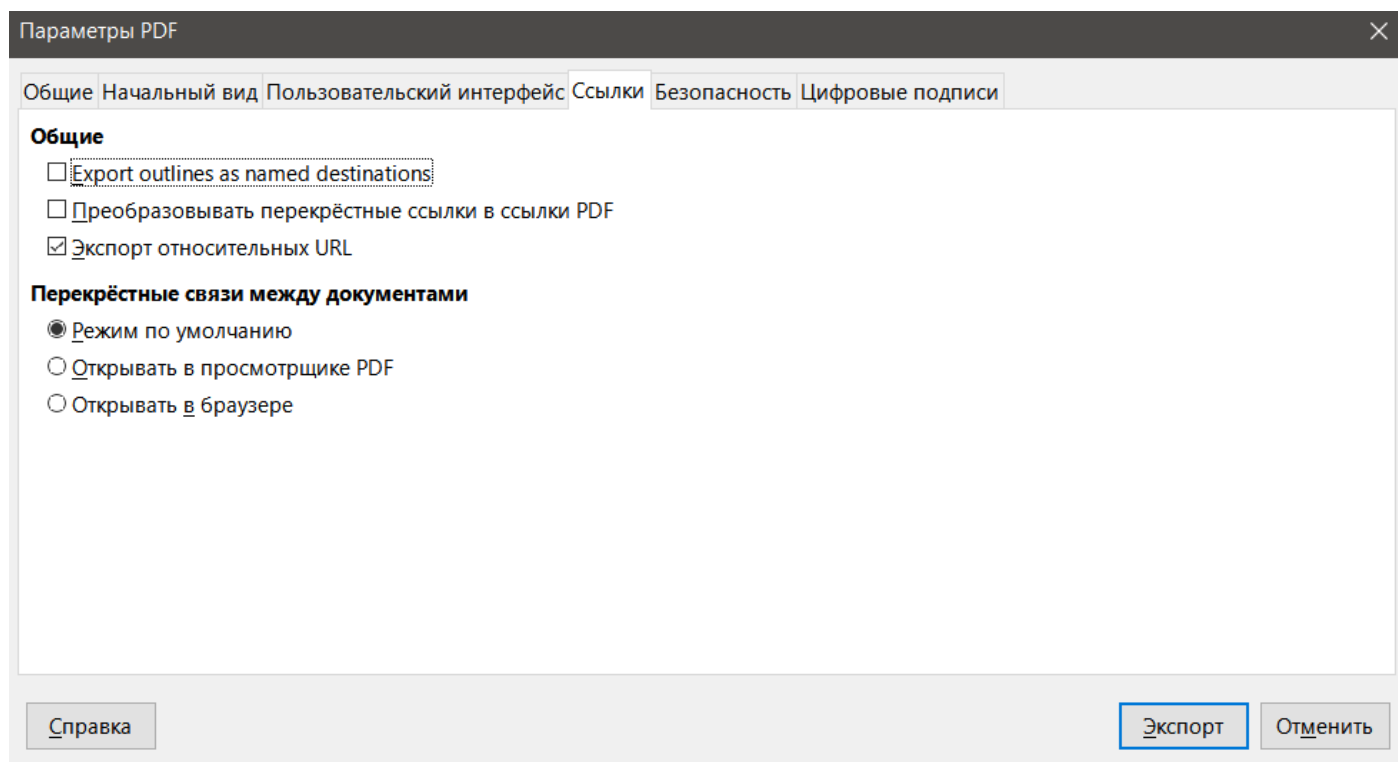 Параметры PDF
Общие Начальный вид Пользовательский интерфейс Ссылки Безопасность Цифровые подписи
Общие
Export outlines as named destinations
Преобразовывать перекрёстные ссылки в ссылки PDF
Экспорт относительных URL
Перекрёстные связи между документами
Режим по умолчанию
Открывать в просмотрщике PDF
Открывать в браузере
Справка Экспорт Отменить